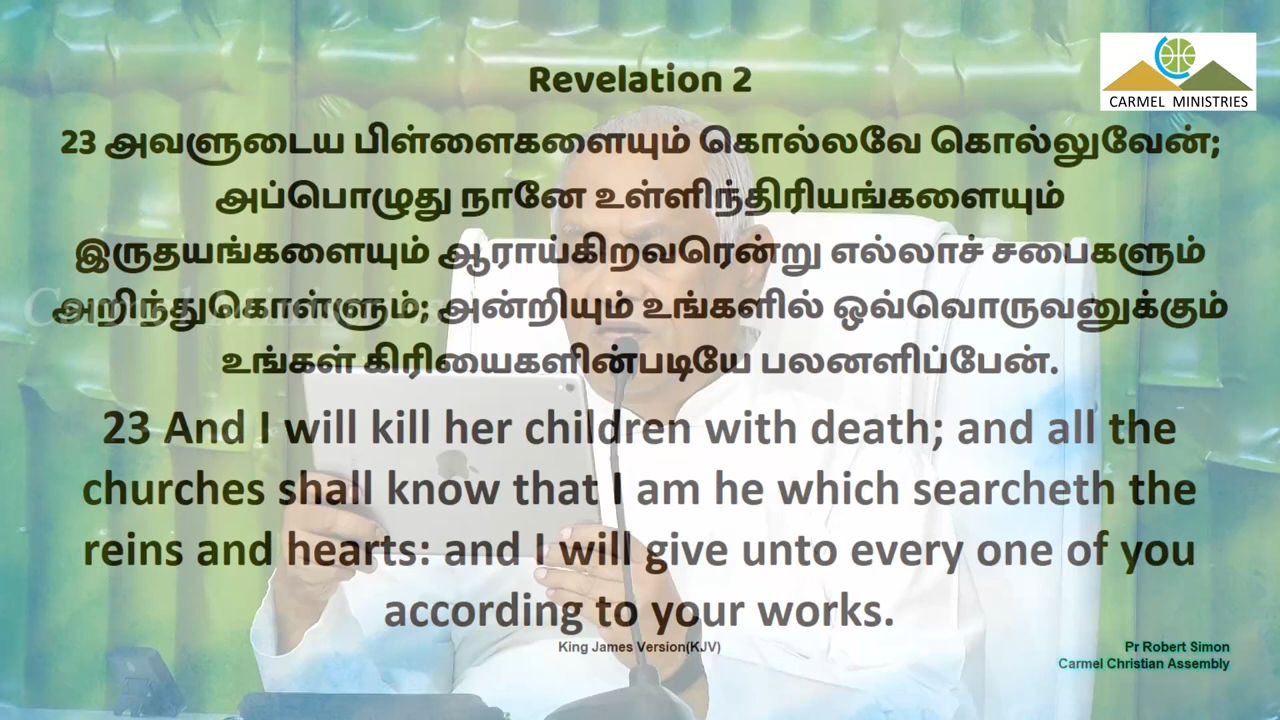 CARMEL MINISTRIES
Revelation 2
23 அவளுடைய பிள்ளைகளையும் கொல்லவே கொல்லுவேன்;
அப்பொழுது நானே உள்ளிந்திரியங்களையும்
இருதயங்களையும் ஆராய்கிறவரென்று எல்லாச் சபைகளும்
அறிந்துகொள்ளும்; அன்றியும் உங்களில் ஒவ்வொருவனுக்கும்
உங்கள் கிரியைகளின்படியே பலனளிப்பேன்.
23 And I will kill her children with death; and all the
churches shall know that I am he which searcheth the
reins and hearts: and I will give unto every one of you
according to your works.
King James Version(KJV)
Pr Robert Simon
Carmel Christian Assembly